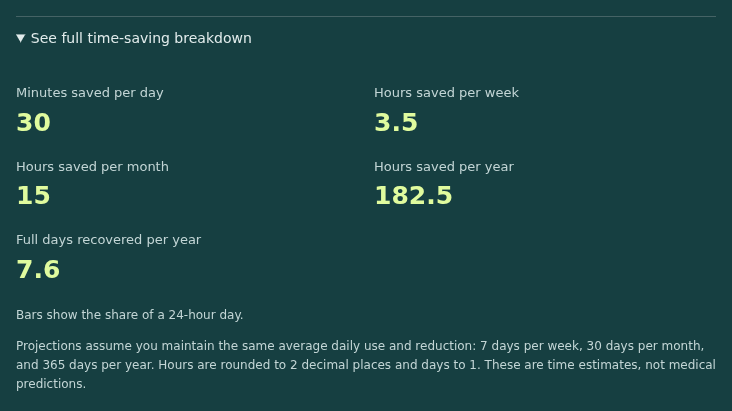 ▼ See full time-saving breakdown
Minutes saved per day
30
Hours saved per week
3.5
Hours saved per month
15
Hours saved per year
182.5
Full days recovered per year
7.6
Bars show the share of a 24-hour day.
Projections assume you maintain the same average daily use and reduction: 7 days per week, 30 days per month,
and 365 days per year. Hours are rounded to 2 decimal places and days to 1. These are time estimates, not medical
predictions.